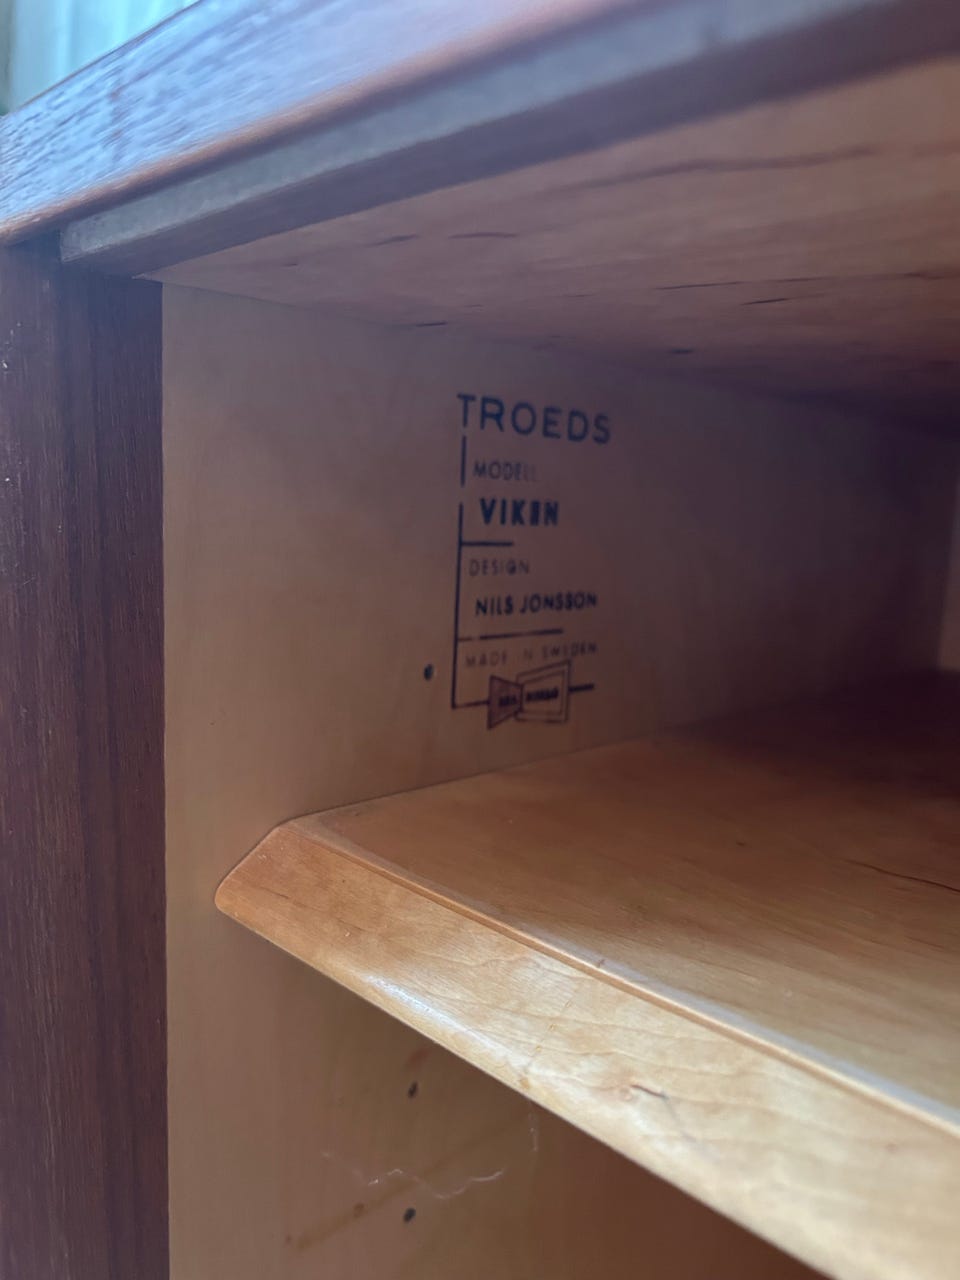 TROEDS
MODELL
VIKEN
DESIGN
NILS JONSSON
MADE IN SWEDEN